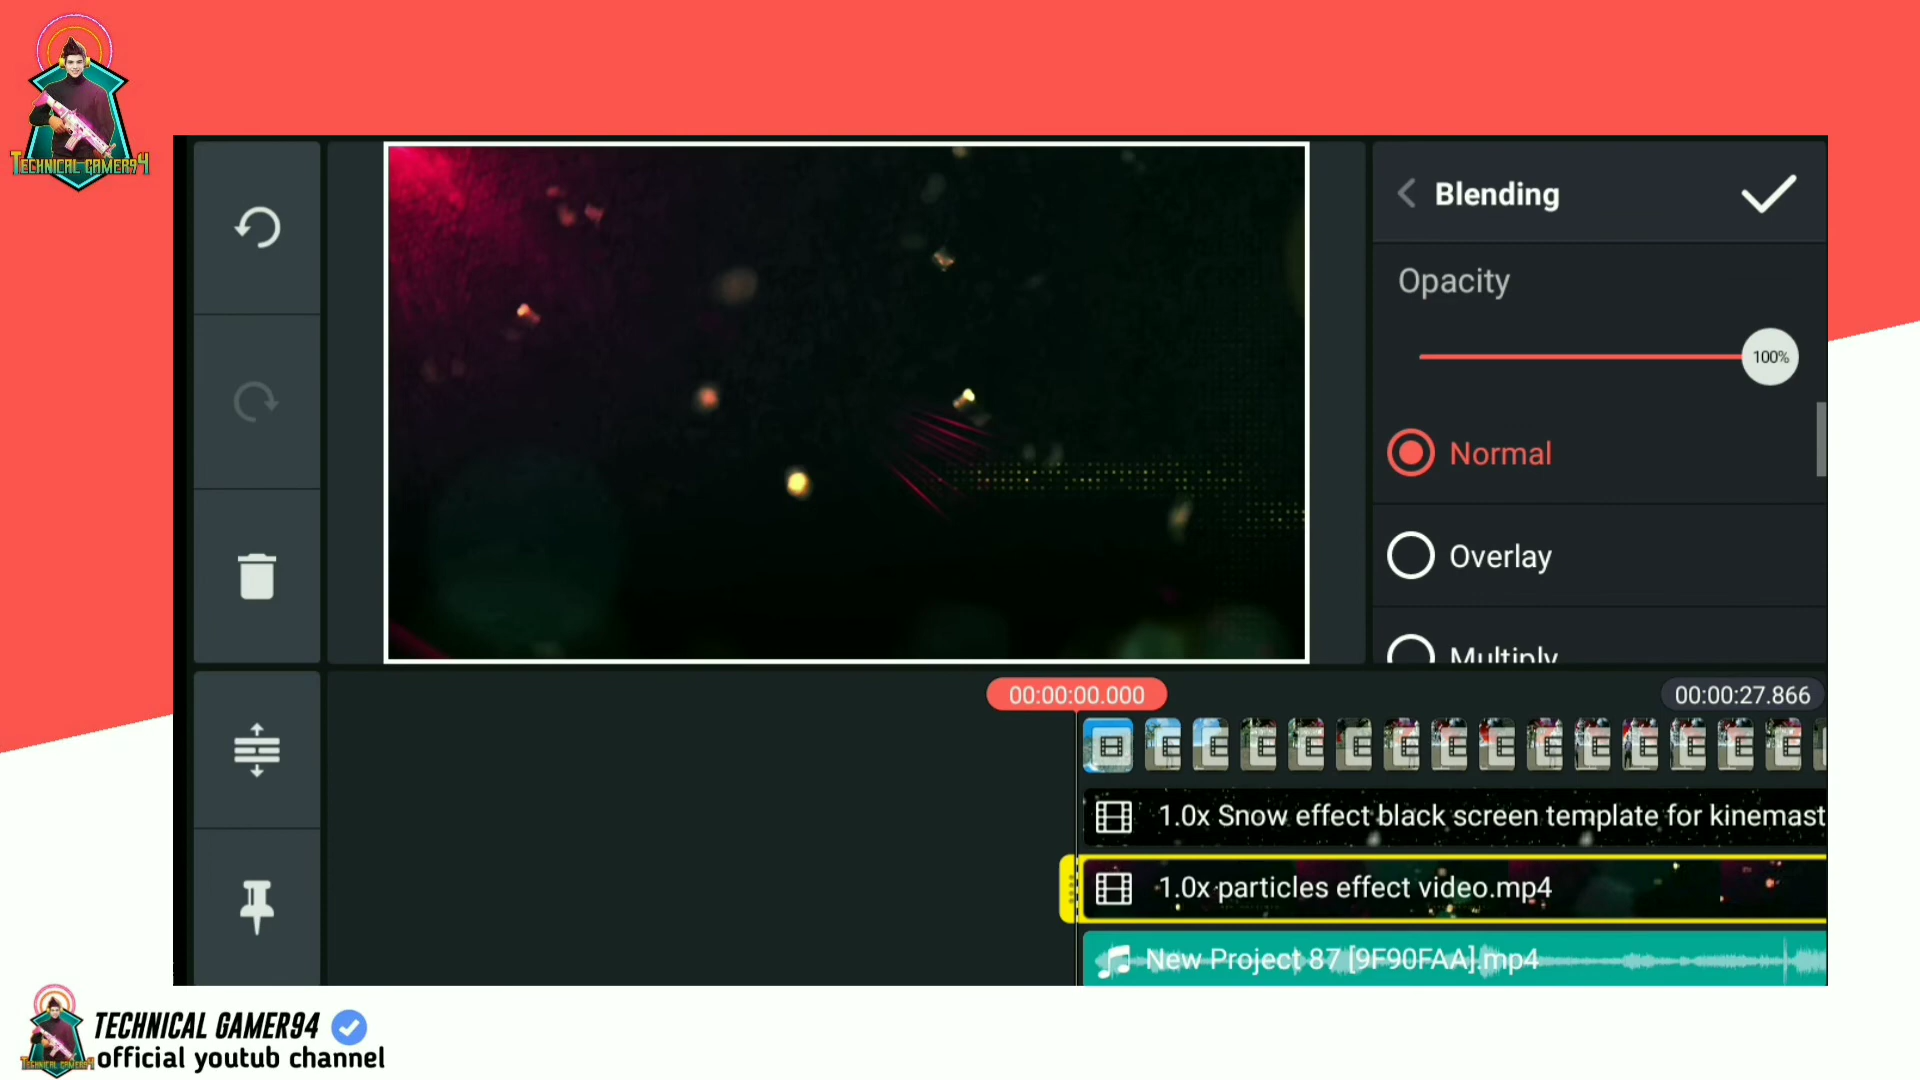 TECHNICAL GAMER94
Blending
Opacity
100%
Normal
Overlay
Multiply
00:00:00.000
00:00:27.866
1.0x Snow effect black screen template for kinemast
1.0x particles effect video.mp4
New Project 87 [9F90FAA].mp4
TECHNICAL GAMER94
TECHNICAL GAMER94
official youtub channel